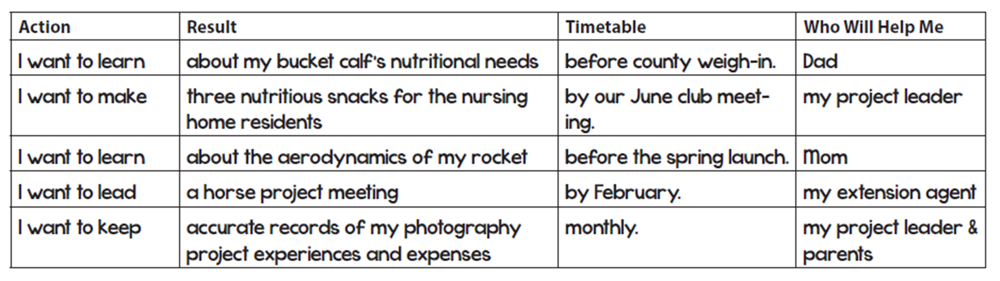 Action Result Timetable Who Will Help Me
I want to learn about my bucket calf's nutritional needs before county weigh-in. Dad
I want to make three nutritious snacks for the nursing by our June club meet- my project leader
home residents ing.
I want to learn about the aerodynamics of my rocket before the spring launch. Mom
I want to lead a horse project meeting by February. my extension agent
I want to keep accurate records of my photography monthly. my project leader &
project experiences and expenses parents